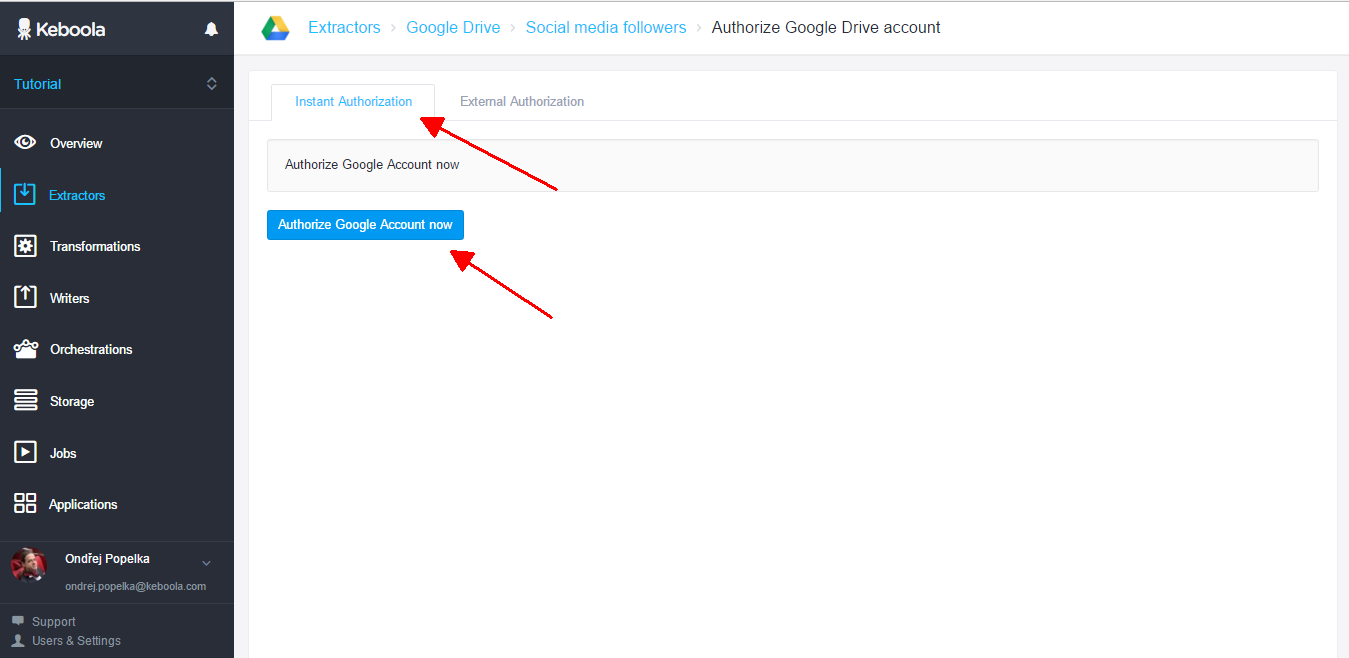 Keboola
Extractors > Google Drive > Social media followers > Authorize Google Drive account
Tutorial
Instant Authorization
External Authorization
Overview
Authorize Google Account now
Extractors
Authorize Google Account now
Transformations
Writers
Orchestrations
Storage
Jobs
Applications
Ondřej Popelka
ondrej.popelka@keboola.com
Support
Users & Settings